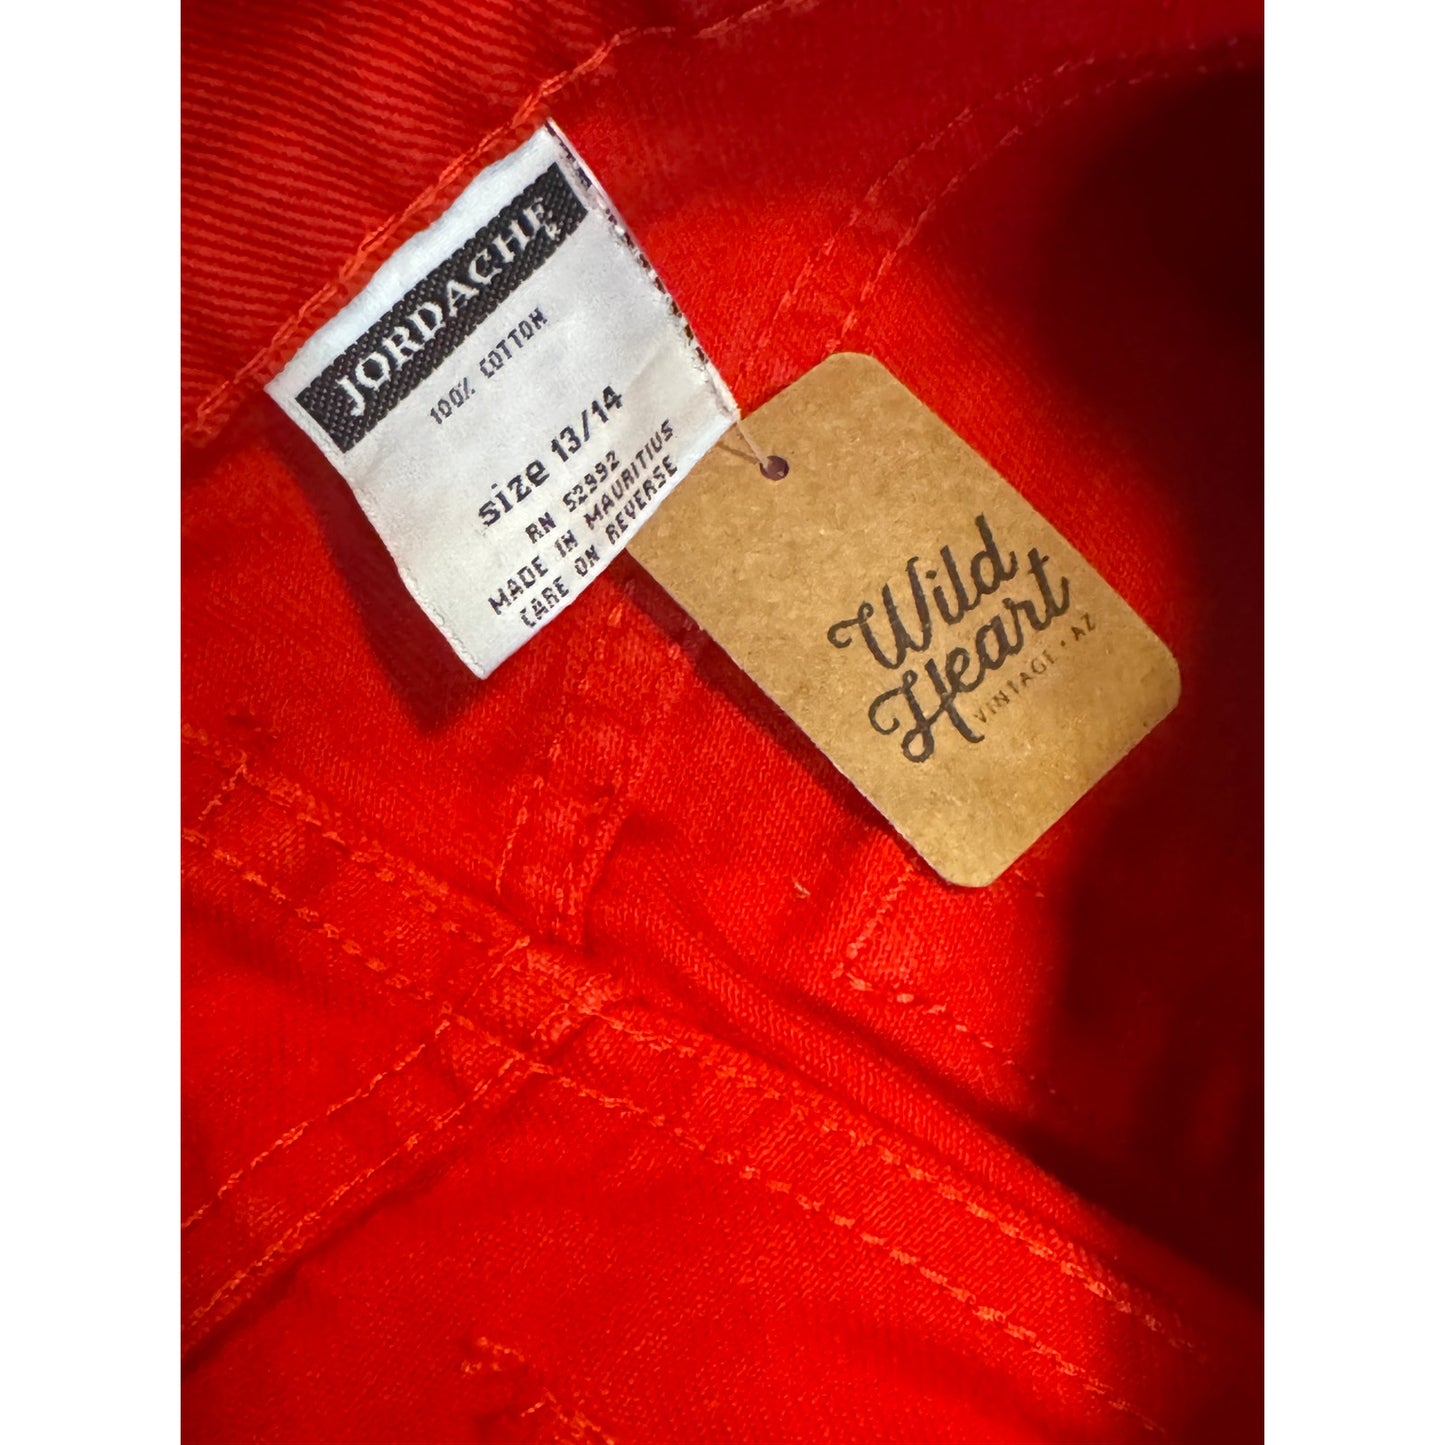 JORDACHE
100% COTTON
size 13/14
RN 52992
MADE IN MAURITIUS
CARE ON REVERSE
Wild
Heart
VINTAGE • AZ